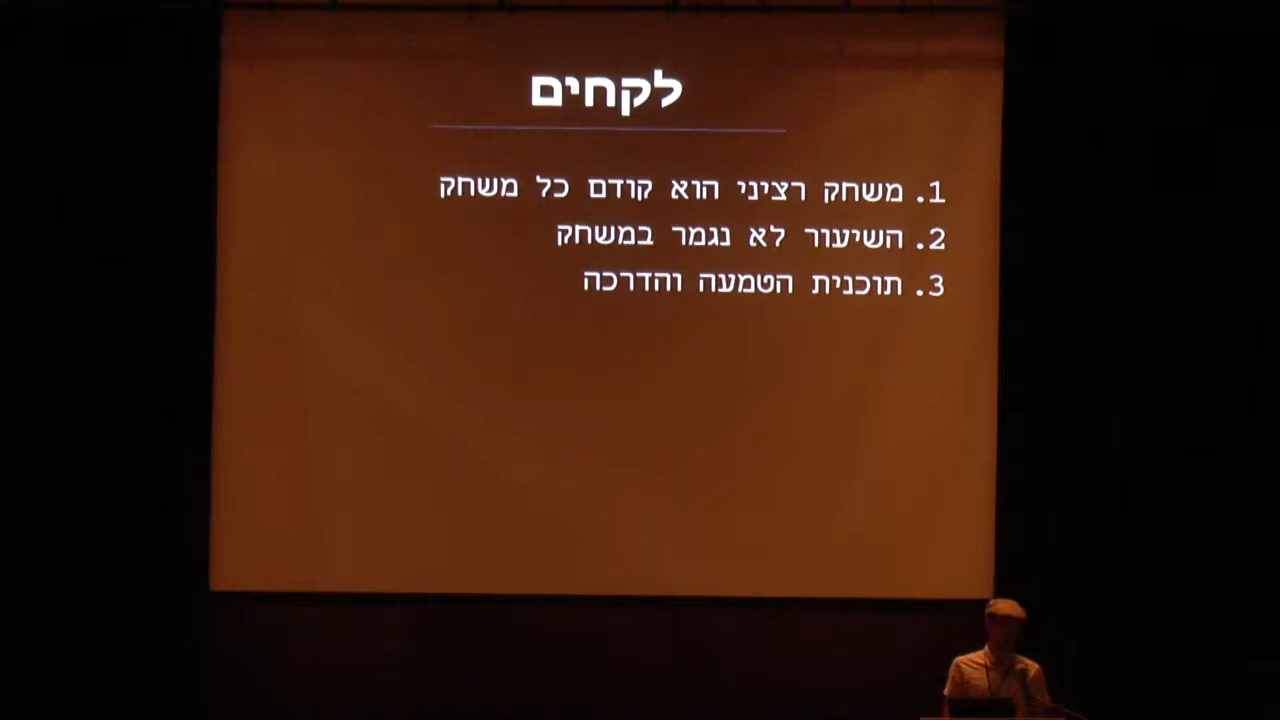 לקחים
1. משחק רציני הוא קודם כל משחק
2. השיעור לא נגמר במשחק
3. תוכנית הטמעה והדרכה